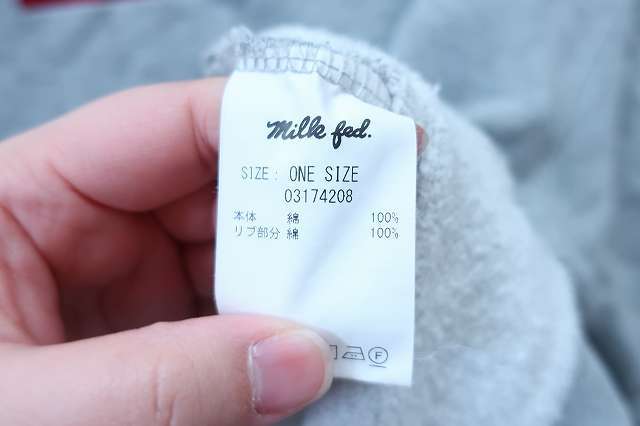 Milk fed.
SIZE : ONE SIZE
03174208
本体 綿 100%
リブ部分 綿 100%
F